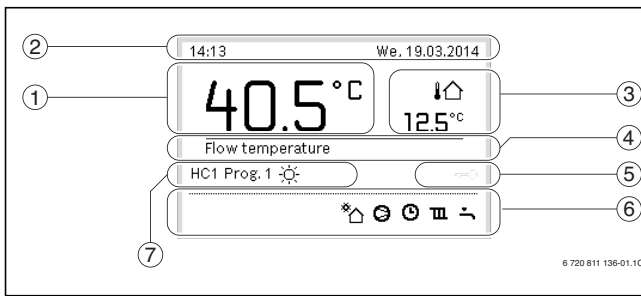 2 14:13 We, 19.03.2014
1 40.5°C 12.5°C 3
Flow temperature 4
HC1 Prog. 1 5
6
7
6 720 811 136-01.1O